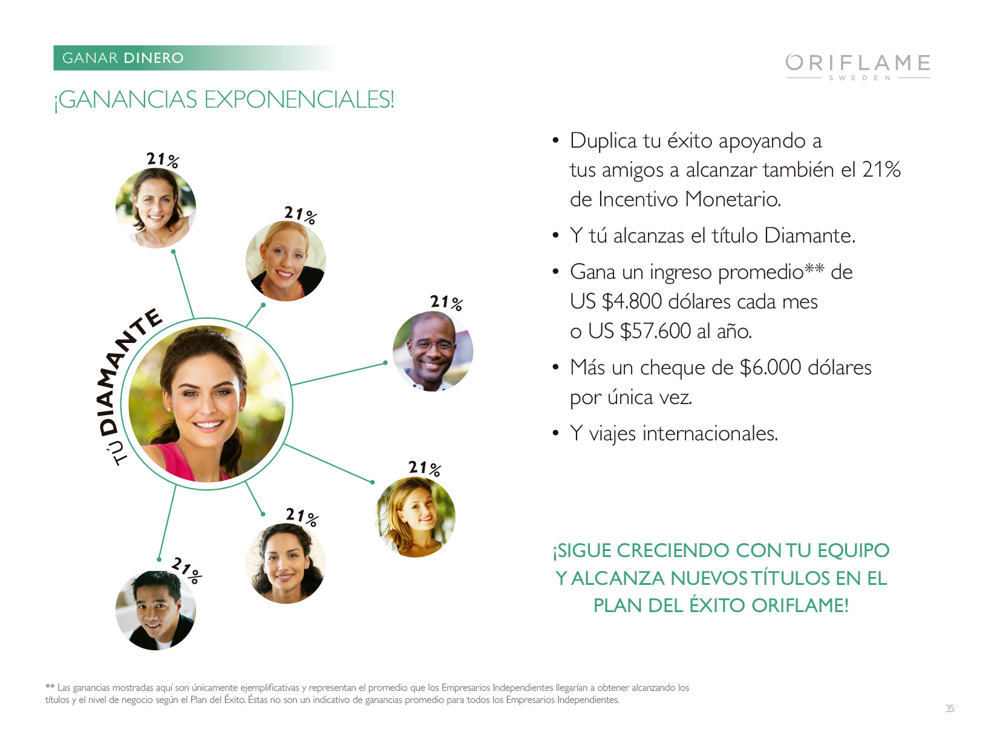 GANAR DINERO
ORIFLAME
SWEDEN
¡GANANCIAS EXPONENCIALES!
21%
21%
21%
TÚ DIAMANTE
21%
21%
21%
• Duplica tu éxito apoyando a
tus amigos a alcanzar también el 21%
de Incentivo Monetario.
• Y tú alcanzas el título Diamante.
• Gana un ingreso promedio** de
US $4.800 dólares cada mes
o US $57.600 al año.
• Más un cheque de $6.000 dólares
por única vez.
• Y viajes internacionales.
¡SIGUE CRECIENDO CON TU EQUIPO
Y ALCANZA NUEVOS TÍTULOS EN EL
PLAN DEL ÉXITO ORIFLAME!
** Las ganancias mostradas aquí son únicamente ejemplificativas y representan el promedio que los Empresarios Independientes llegarían a obtener alcanzando los
títulos y el nivel de negocio según el Plan del Éxito. Éstas no son un indicativo de ganancias promedio para todos los Empresarios Independientes.
35